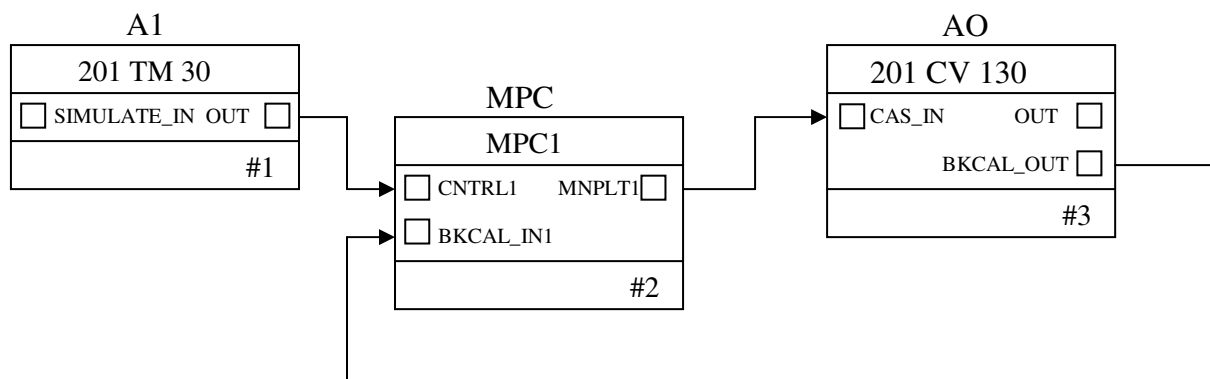 A1
201 TM 30
SIMULATE_IN OUT
#1
MPC
MPC1
CNTRL1 MNPLT1
BKCAL_IN1
#2
AO
201 CV 130
CAS_IN OUT
BKCAL_OUT
#3